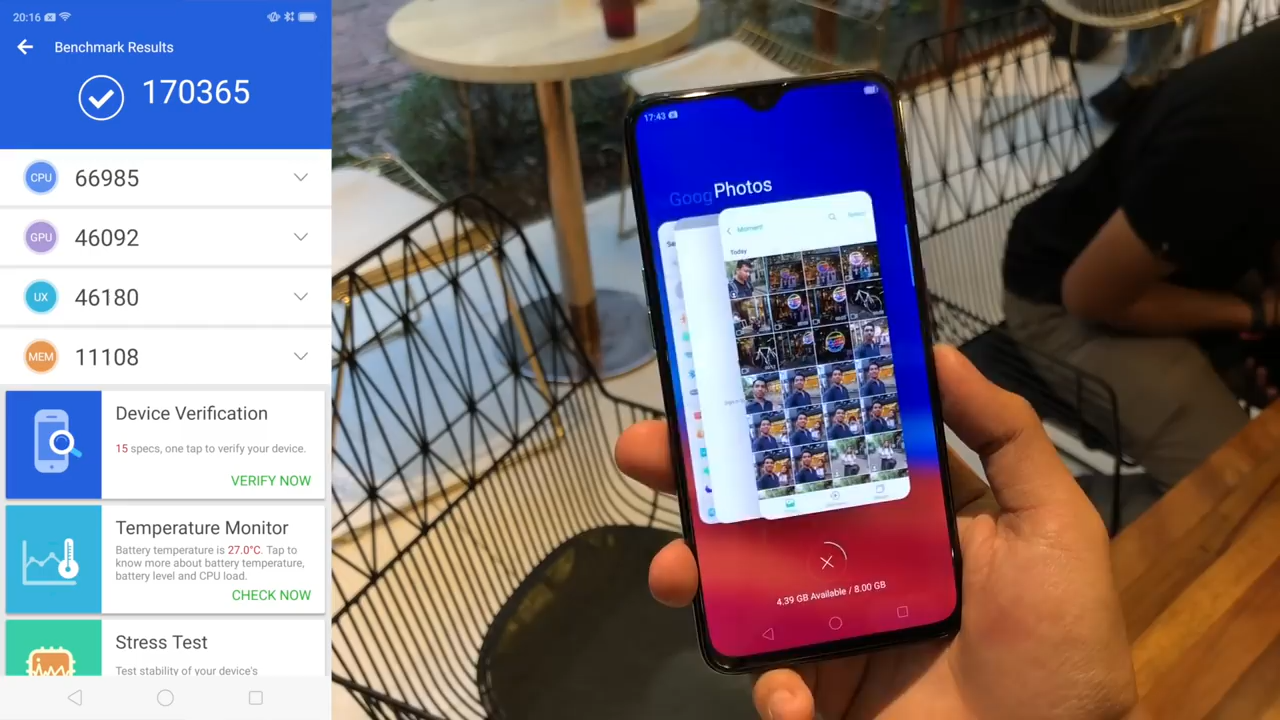 20:16
Benchmark Results
170365
CPU 66985
GPU 46092
UX 46180
MEM 11108
Device Verification
15 specs, one tap to verify your device.
VERIFY NOW
Temperature Monitor
Battery temperature is 27.0°C. Tap to
know more about battery temperature,
battery level and CPU load.
CHECK NOW
Stress Test
Test stability of your device's
17:43
Goog Photos
Moment
Select
Today
4.39 GB Available / 8.00 GB